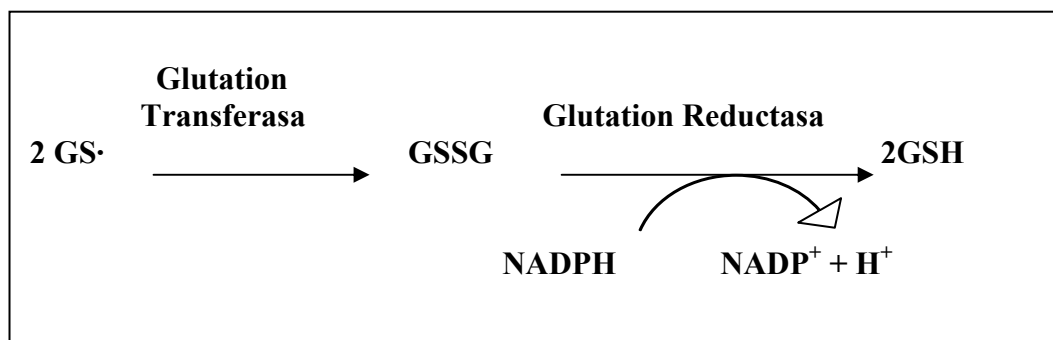 Glutation
Transferasa
Glutation Reductasa
2 GS·
GSSG
2GSH
NADPH
NADP+ + H+